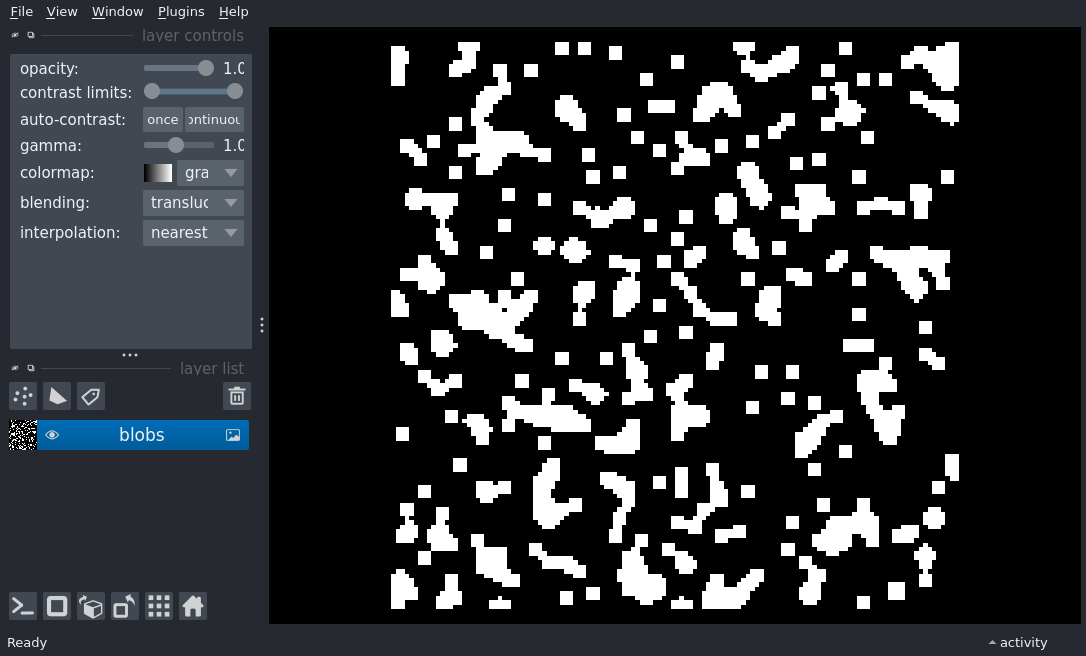 File View Window Plugins Help
layer controls
opacity: 1.0
contrast limits:
auto-contrast: once ontinuou
gamma: 1.0
colormap: gra
blending: transluc
interpolation: nearest
layer list
blobs
Ready activity